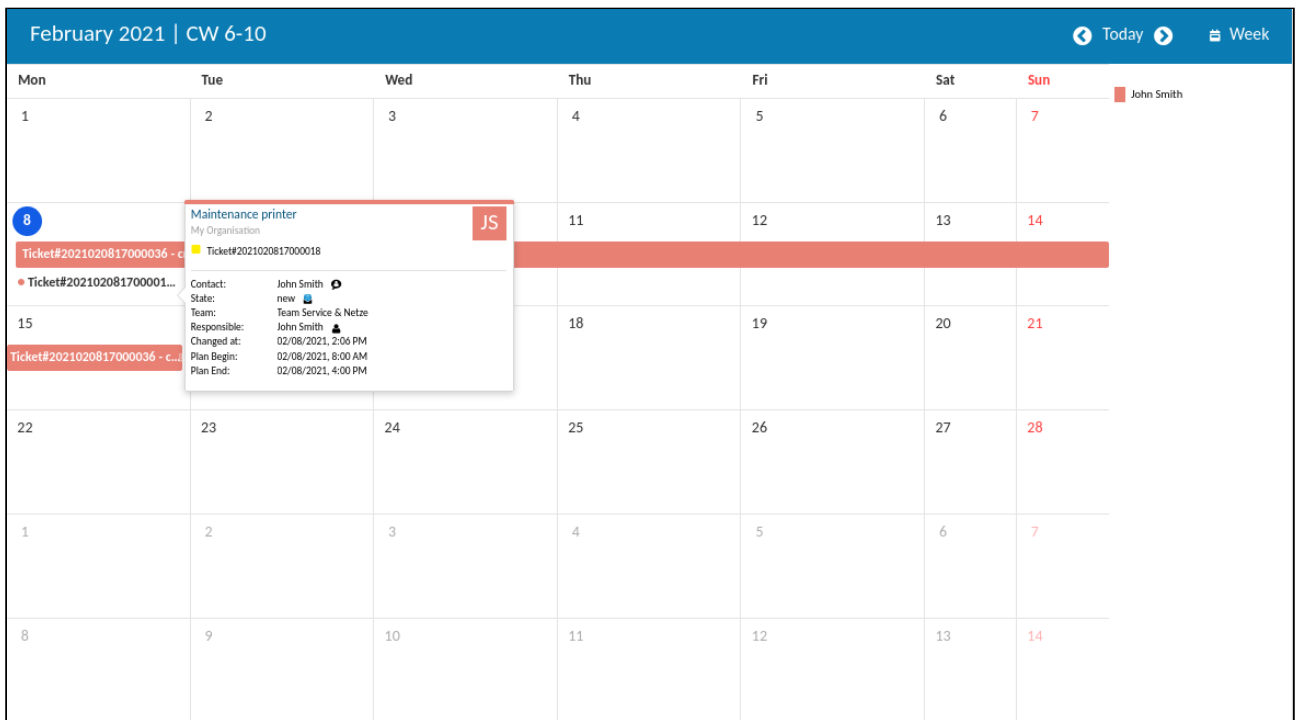 February 2021 | CW 6-10
Today
Week
Mon Tue Wed Thu Fri Sat Sun
John Smith
1 2 3 4 5 6 7
8 11 12 13 14
Maintenance printer
JS
My Organisation
Ticket#2021020817000018
Ticket#2021020817000036 - c
Ticket#202102081700001...
Contact: John Smith
State: new
Team: Team Service & Netze
Responsible: John Smith
Changed at: 02/08/2021, 2:06 PM
Plan Begin: 02/08/2021, 8:00 AM
Plan End: 02/08/2021, 4:00 PM
15 18 19 20 21
Ticket#2021020817000036 - c...
22 23 24 25 26 27 28
1 2 3 4 5 6 7
8 9 10 11 12 13 14